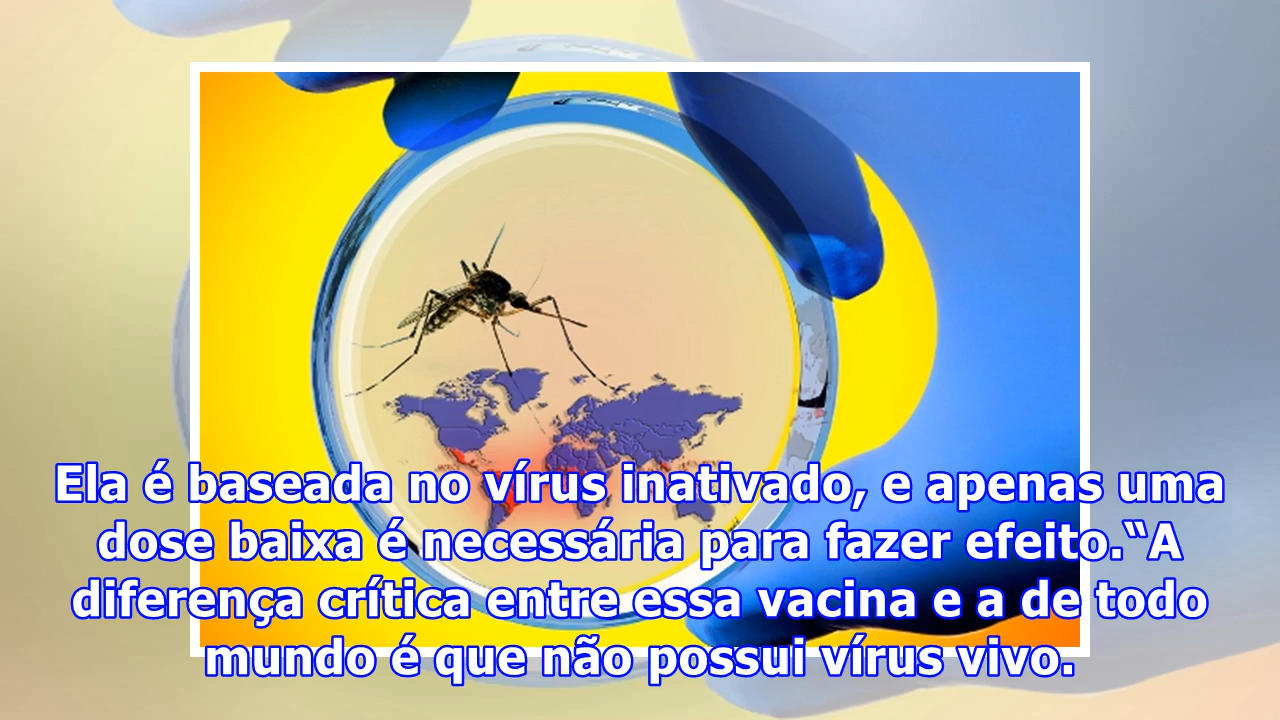 Ela é baseada no vírus inativado, e apenas uma
dose baixa é necessária para fazer efeito.“A
diferença crítica entre essa vacina e a de todo
mundo é que não possui vírus vivo.